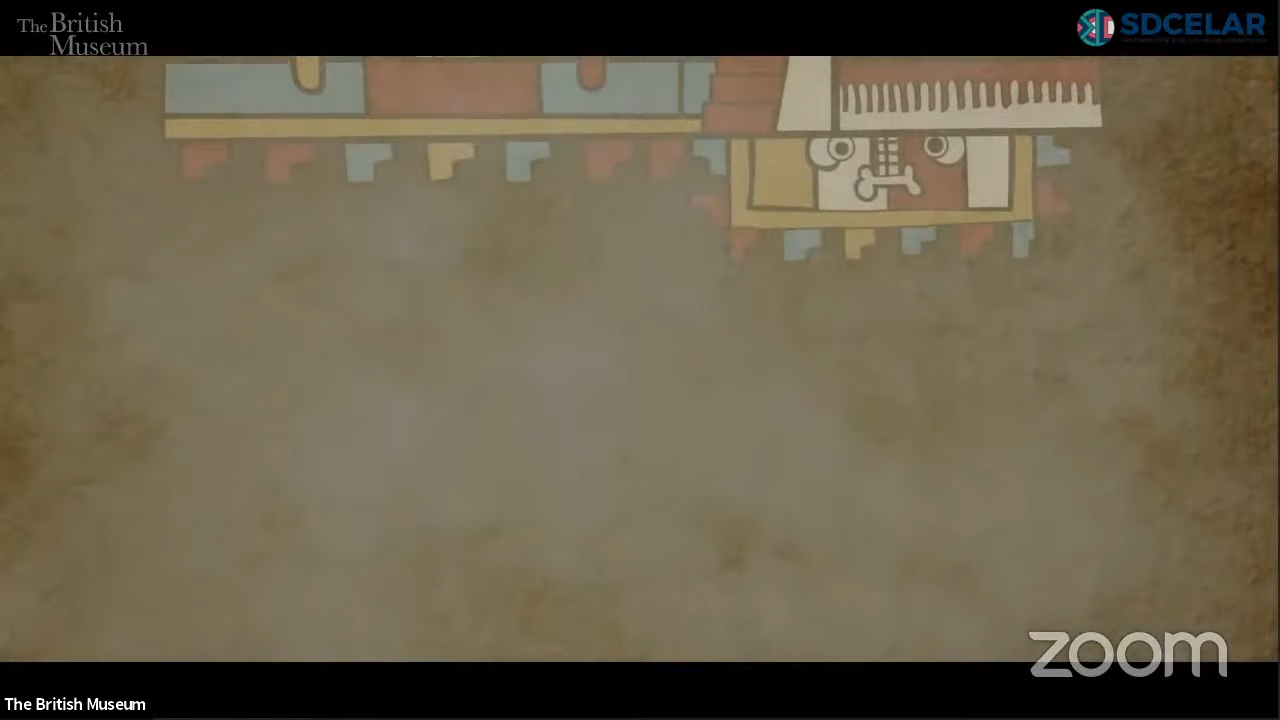 The British
Museum
SDCELAR
zoom
The British Museum